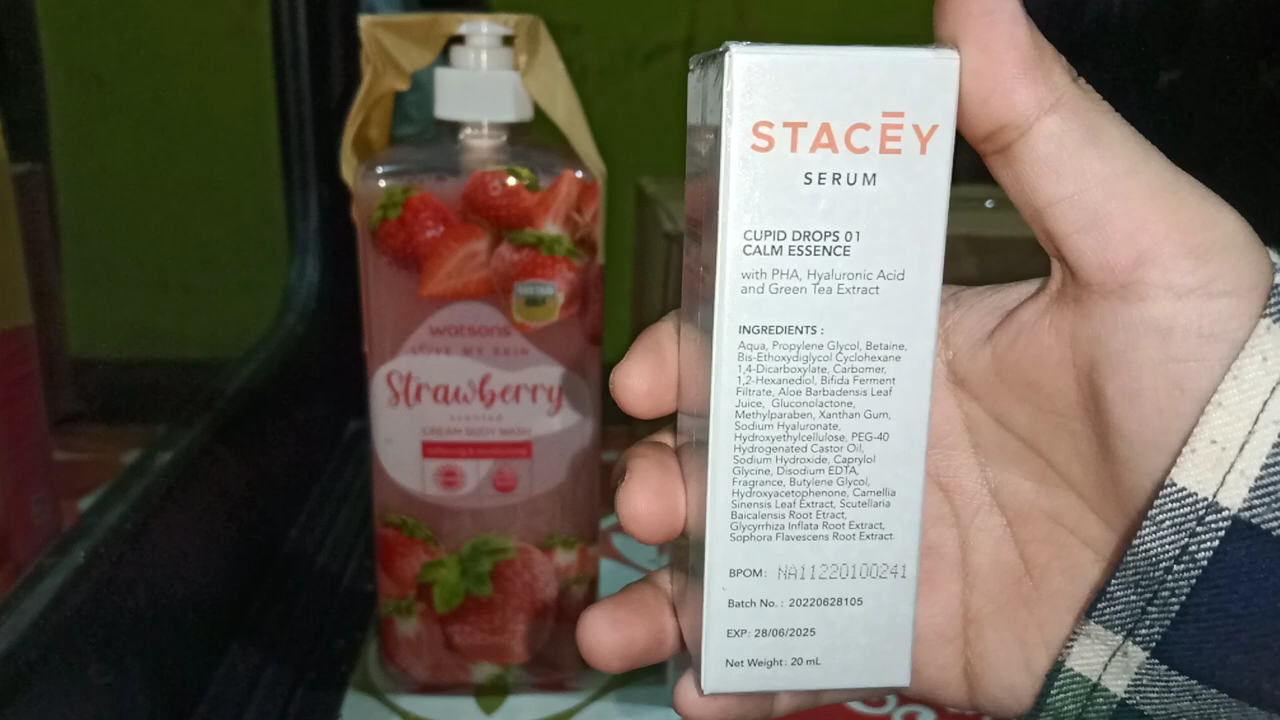 watsons
LOVE MY SKIN
Strawberry
scented
CREAM BODY WASH
STACĒY
SERUM
CUPID DROPS 01
CALM ESSENCE
with PHA, Hyaluronic Acid
and Green Tea Extract
INGREDIENTS :
Aqua, Propylene Glycol, Betaine,
Bis-Ethoxydiglycol Cyclohexane
1,4-Dicarboxylate, Carbomer,
1,2-Hexanediol, Bifida Ferment
Filtrate, Aloe Barbadensis Leaf
Juice, Gluconolactone,
Methylparaben, Xanthan Gum,
Sodium Hyaluronate,
Hydroxyethylcellulose, PEG-40
Hydrogenated Castor Oil,
Sodium Hydroxide, Caprylol
Glycine, Disodium EDTA,
Fragrance, Butylene Glycol,
Hydroxyacetophenone, Camellia
Sinensis Leaf Extract, Scutellaria
Baicalensis Root Etract,
Glycyrrhiza Inflata Root Extract,
Sophora Flavescens Root Extract.
BPOM: NA11220100241
Batch No. : 20220628105
EXP: 28/06/2025
Net Weight: 20 mL